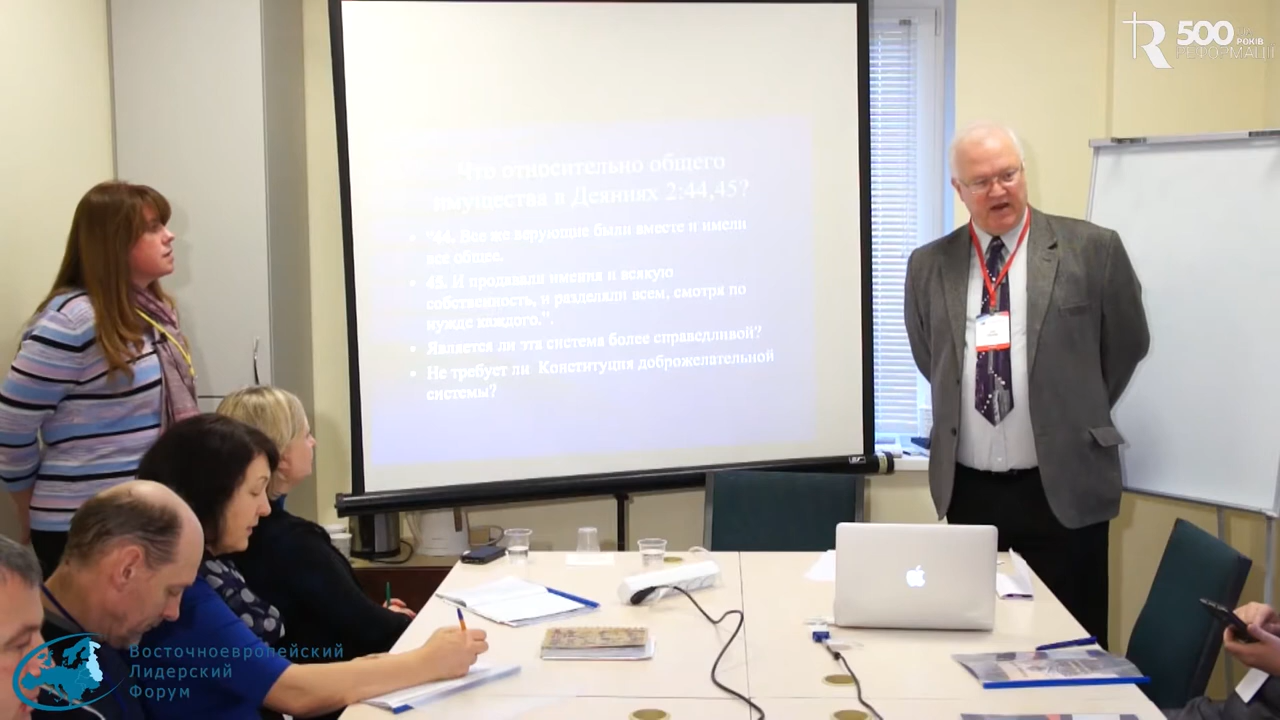 500
РОКІВ
РЕФОРМАЦІЇ
Что относительно общего
имущества в Деяниях 2:44,45?
• "44. Все же верующие были вместе и имели
все общее.
• 45. И продавали имения и всякую
собственность, и разделяли всем, смотря по
нужде каждого.".
• Является ли эта система более справедливой?
• Не требует ли Конституция доброжелательной
системы?
Восточноевропейский
Лидерский
Форум